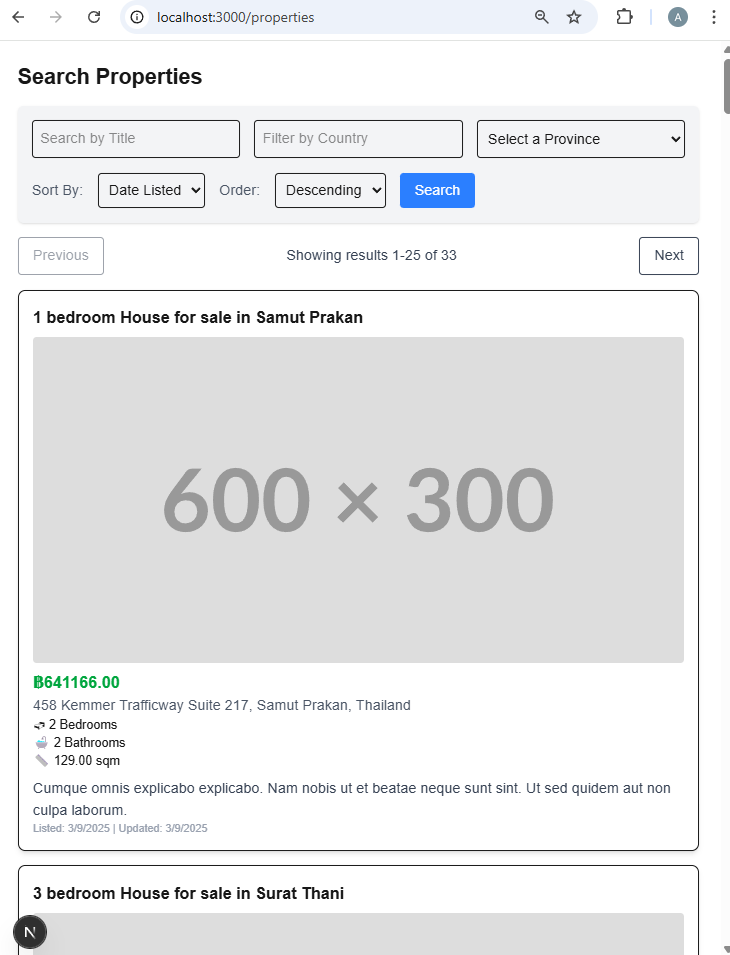 localhost:3000/properties
A
Search Properties
Search by Title
Filter by Country
Select a Province
Sort By:
Date Listed
Order:
Descending
Search
Previous
Showing results 1-25 of 33
Next
1 bedroom House for sale in Samut Prakan
600 × 300
฿641166.00
458 Kemmer Trafficway Suite 217, Samut Prakan, Thailand
2 Bedrooms
2 Bathrooms
129.00 sqm
Cumque omnis explicabo explicabo. Nam nobis ut et beatae neque sunt sint. Ut sed quidem aut non
culpa laborum.
Listed: 3/9/2025 | Updated: 3/9/2025
3 bedroom House for sale in Surat Thani
N